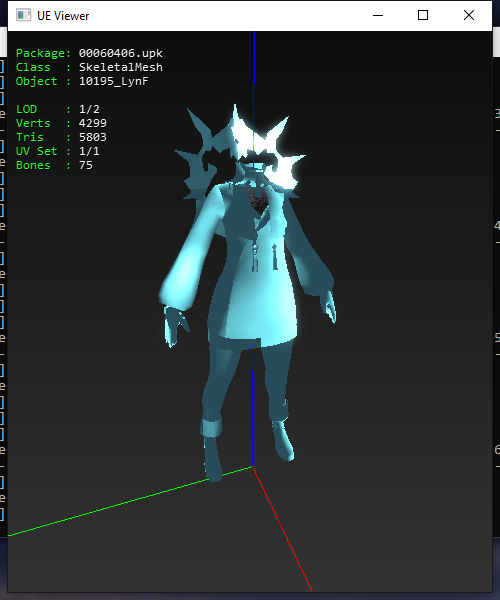 UE Viewer
Package: 00060406.upk
Class  : SkeletalMesh
Object : 10195_LynF
LOD    : 1/2
Verts  : 4299
Tris   : 5803
UV Set : 1/1
Bones  : 75